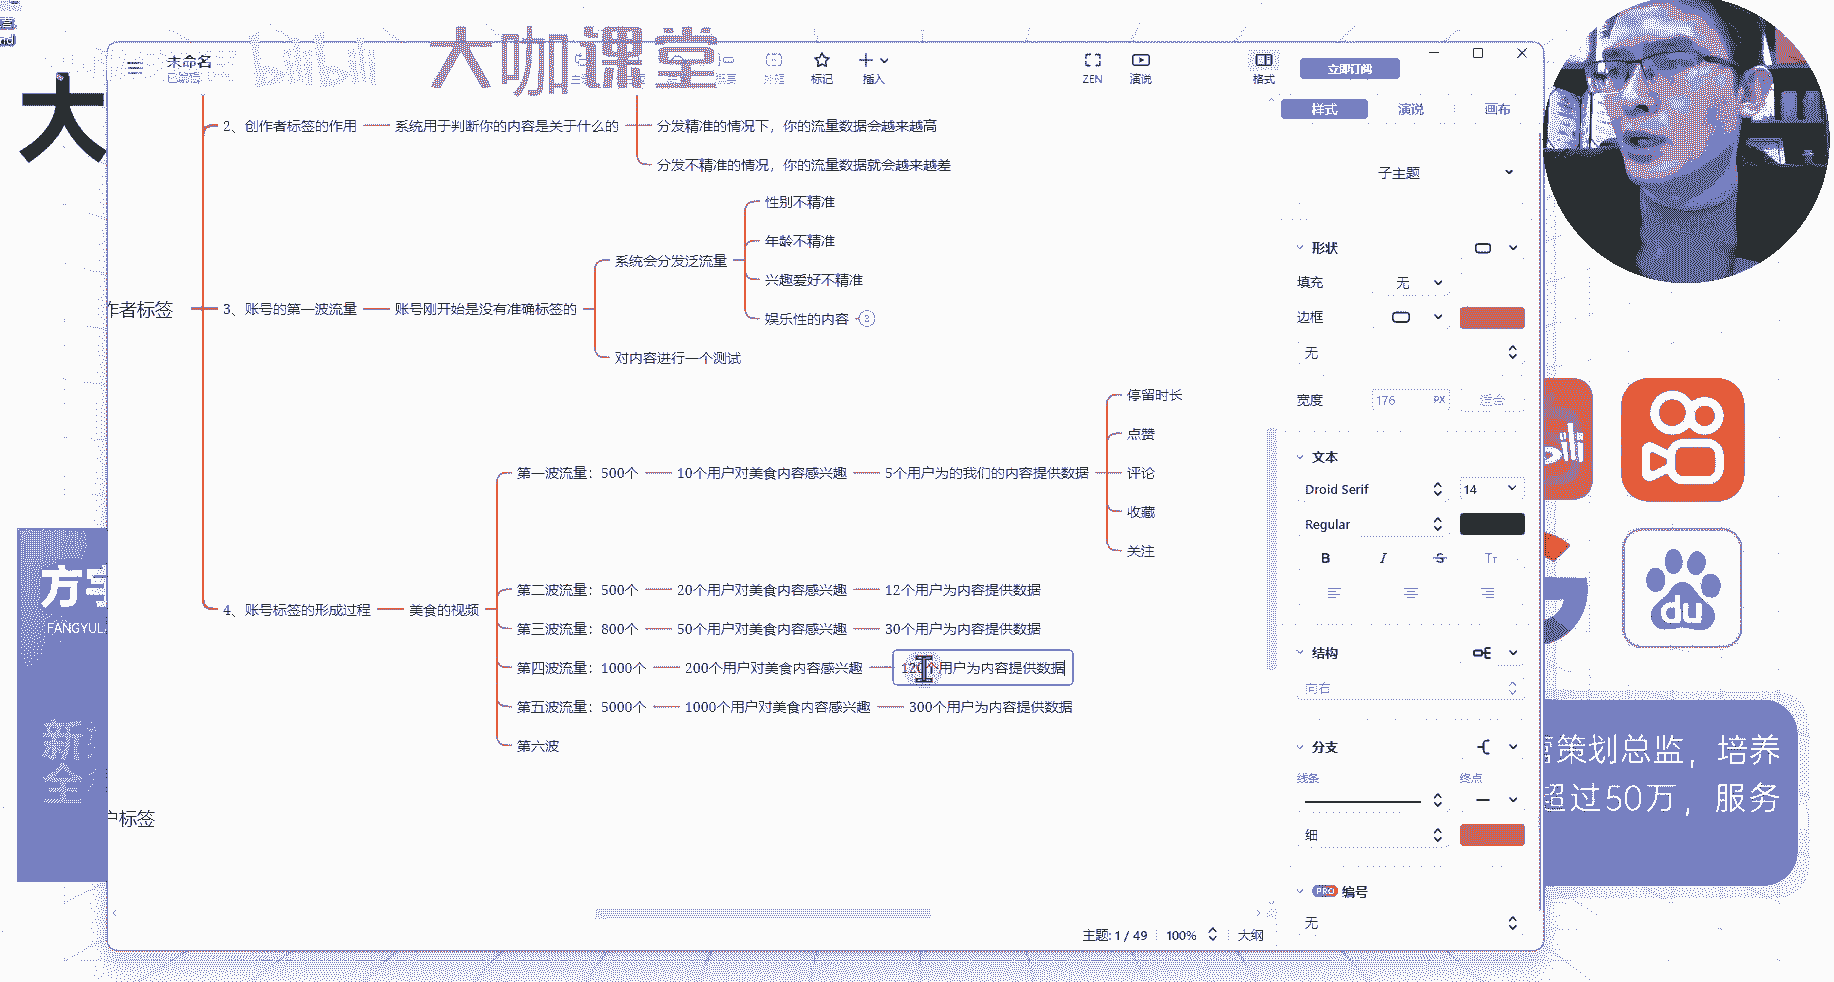 大咖课堂
bilibili
未命名
已编辑
标记
插入
ZEN
演说
格式
立即订阅
样式
演说
画布
大
2、创作者标签的作用
系统用于判断你的内容是关于什么的
分发精准的情况下，你的流量数据会越来越高
分发不精准的情况，你的流量数据就会越来越差
作者标签
3、账号的第一波流量
账号刚开始是没有准确标签的
系统会分发泛流量
性别不精准
年龄不精准
兴趣爱好不精准
娱乐性的内容
3
对内容进行一个测试
4、账号标签的形成过程
美食的视频
第一波流量：500个
10个用户对美食内容感兴趣
5个用户为的我们的内容提供数据
停留时长
点赞
评论
收藏
关注
第二波流量：500个
20个用户对美食内容感兴趣
12个用户为内容提供数据
第三波流量：800个
50个用户对美食内容感兴趣
30个用户为内容提供数据
第四波流量：1000个
200个用户对美食内容感兴趣
120个用户为内容提供数据
第五波流量：5000个
1000个用户对美食内容感兴趣
300个用户为内容提供数据
第六波
户标签
子主题
形状
填充
无
边框
无
宽度
176
PX
适合
文本
Droid Serif
14
Regular
B
I
S
Tт
结构
向右
分支
线条
终点
细
PRO
编号
无
主题: 1 / 49
100%
大纲
方宇
FANGYUL
新
全
du
营策划总监，培养
超过50万，服务